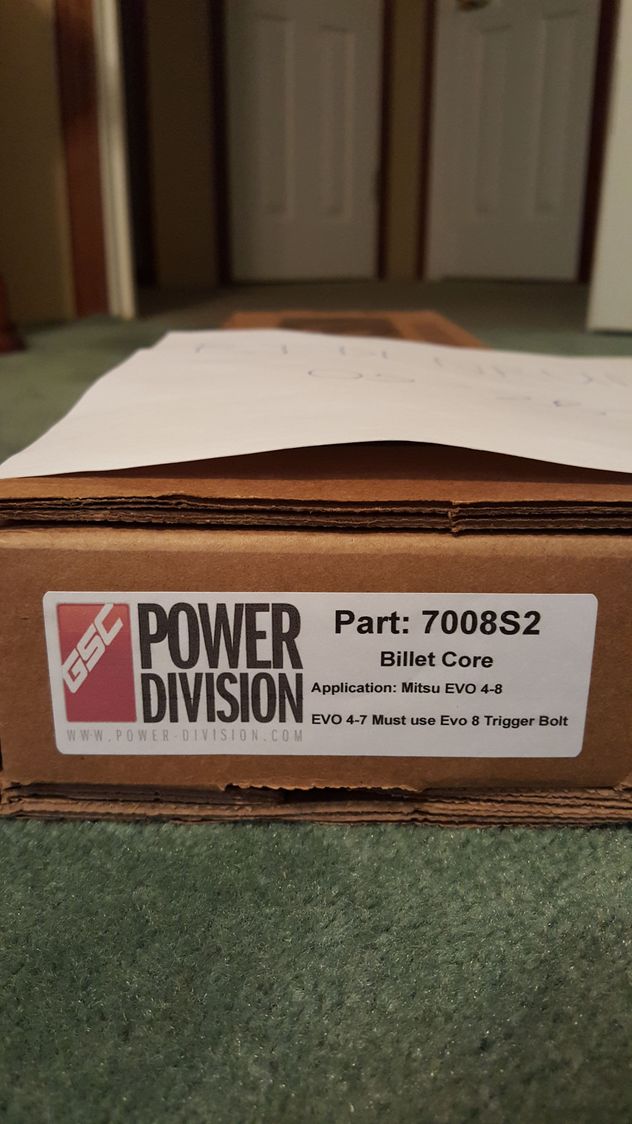 GSC
POWER
DIVISION
WWW.POWER-DIVISION.COM
Part: 7008S2
Billet Core
Application: Mitsu EVO 4-8
EVO 4-7 Must use Evo 8 Trigger Bolt